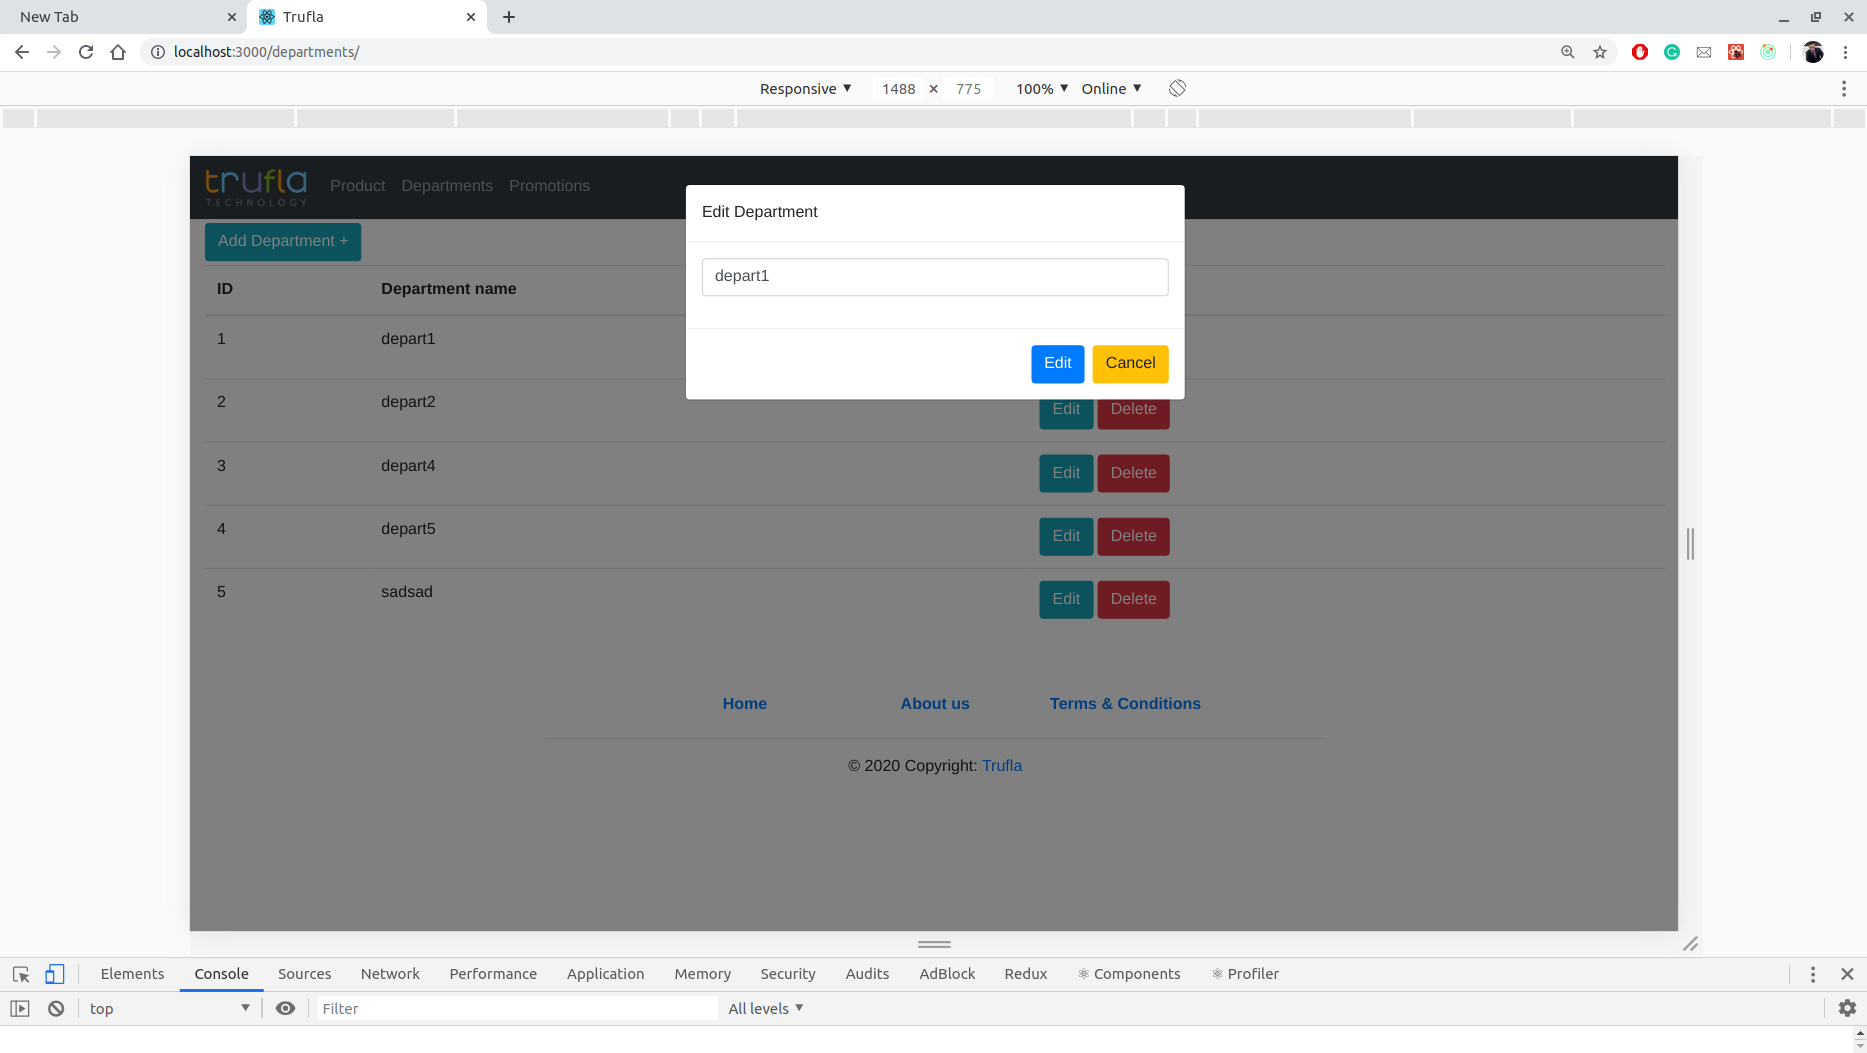 New Tab
Trufla
localhost:3000/departments/
Responsive ▼ 1488 × 775 100% ▼ Online ▼
trufla
TECHNOLOGY
Product Departments Promotions
Edit Department
Add Department +
depart1
ID Department name
1 depart1
Edit Cancel
2 depart2 Edit Delete
3 depart4 Edit Delete
4 depart5 Edit Delete
5 sadsad Edit Delete
Home About us Terms & Conditions
© 2020 Copyright: Trufla
Elements Console Sources Network Performance Application Memory Security Audits AdBlock Redux ⚛ Components ⚛ Profiler
top ▼ Filter All levels ▼